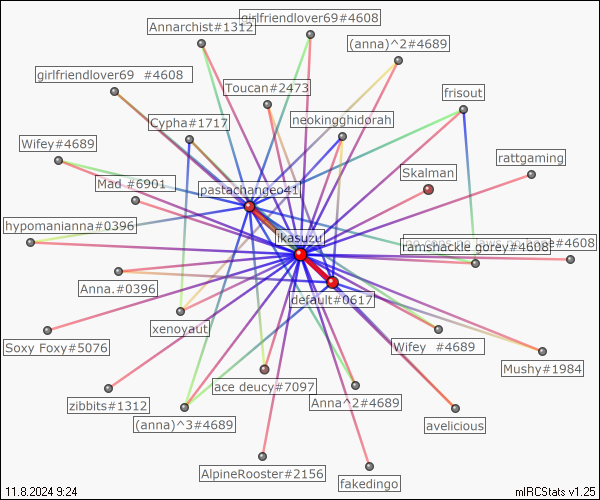 girlfriendlover69#4608
Annarchist#1312
(anna)^2#4689
girlfriendlover69 #4608
Toucan#2473
frisout
neokingghidorah
Cypha#1717
Wifey#4689
rattgaming
Skalman
Mad #6901
pastachangeo41
hypomanianna#0396
ikasuzu
ramshackle gorey#4608
#4608
Anna.#0396
default#0617
xenoyaut
Soxy Foxy#5076
Wifey #4689
Mushy#1984
ace deucy#7097
zibbits#1312
Anna^2#4689
(anna)^3#4689
avelicious
AlpineRooster#2156
fakedingo
11.8.2024 9:24
mIRCStats v1.25